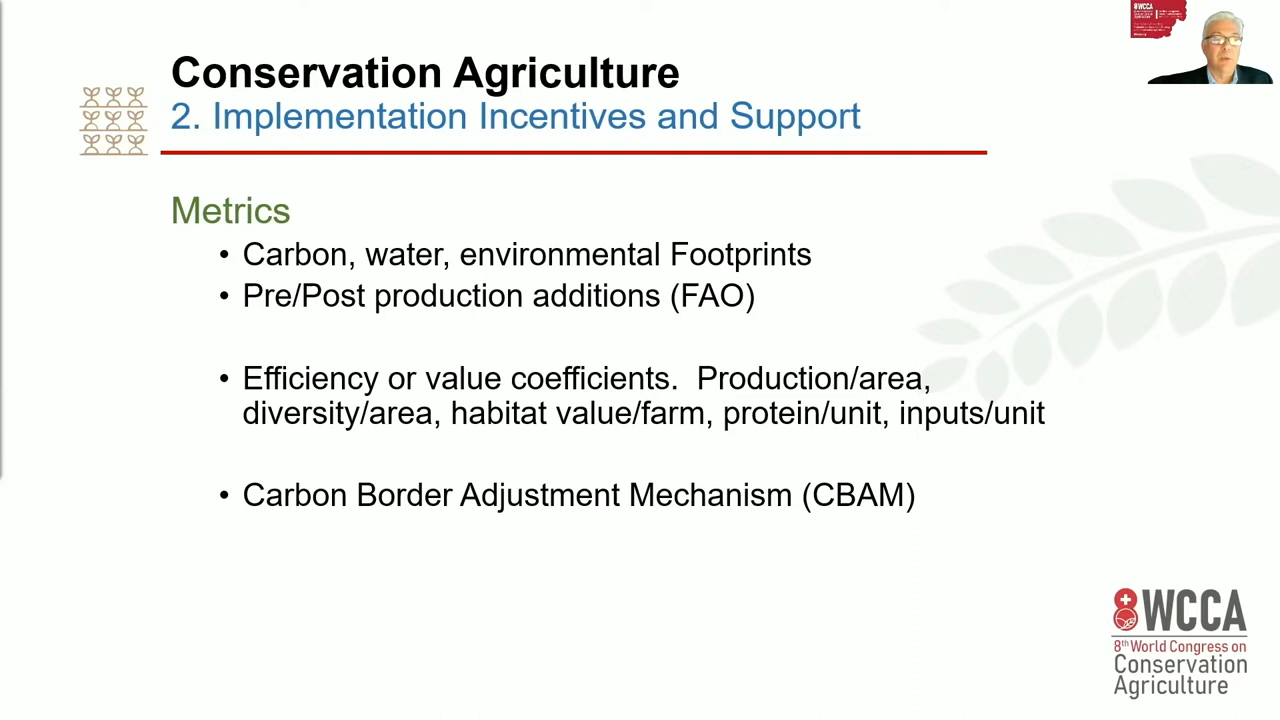 8WCCA
Conservation Agriculture
2. Implementation Incentives and Support
Metrics
• Carbon, water, environmental Footprints
• Pre/Post production additions (FAO)
• Efficiency or value coefficients. Production/area,
diversity/area, habitat value/farm, protein/unit, inputs/unit
• Carbon Border Adjustment Mechanism (CBAM)
8WCCA
8th World Congress on
Conservation
Agriculture